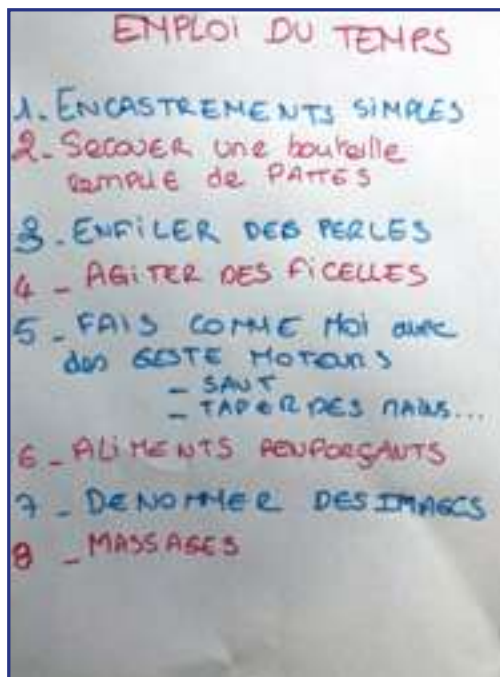 EMPLOI DU TEMPS
1. ENCASTREMENTS SIMPLES
2. SECOUER une bouteille
REMPLIE de PATES
3. ENFILER DES PERLES
4 _ AGITER DES FICELLES
5 _ FAIS COMME MOI avec
des GESTE MOTEURS
_ SAUT
_ TAPER DES MAINS...
6 _ ALIMENTS RENFORÇANTS
7 _ DENOMMER DES IMAGES
8 _ MASSAGES